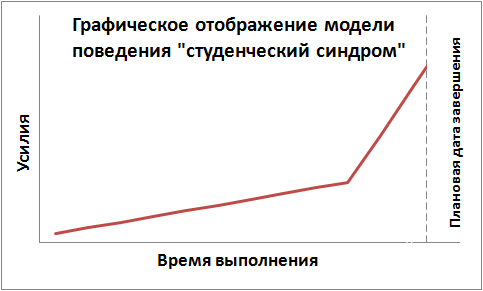 Графическое отображение модели
поведения "студенческий синдром"
Усилия
Плановая дата завершения
Время выполнения